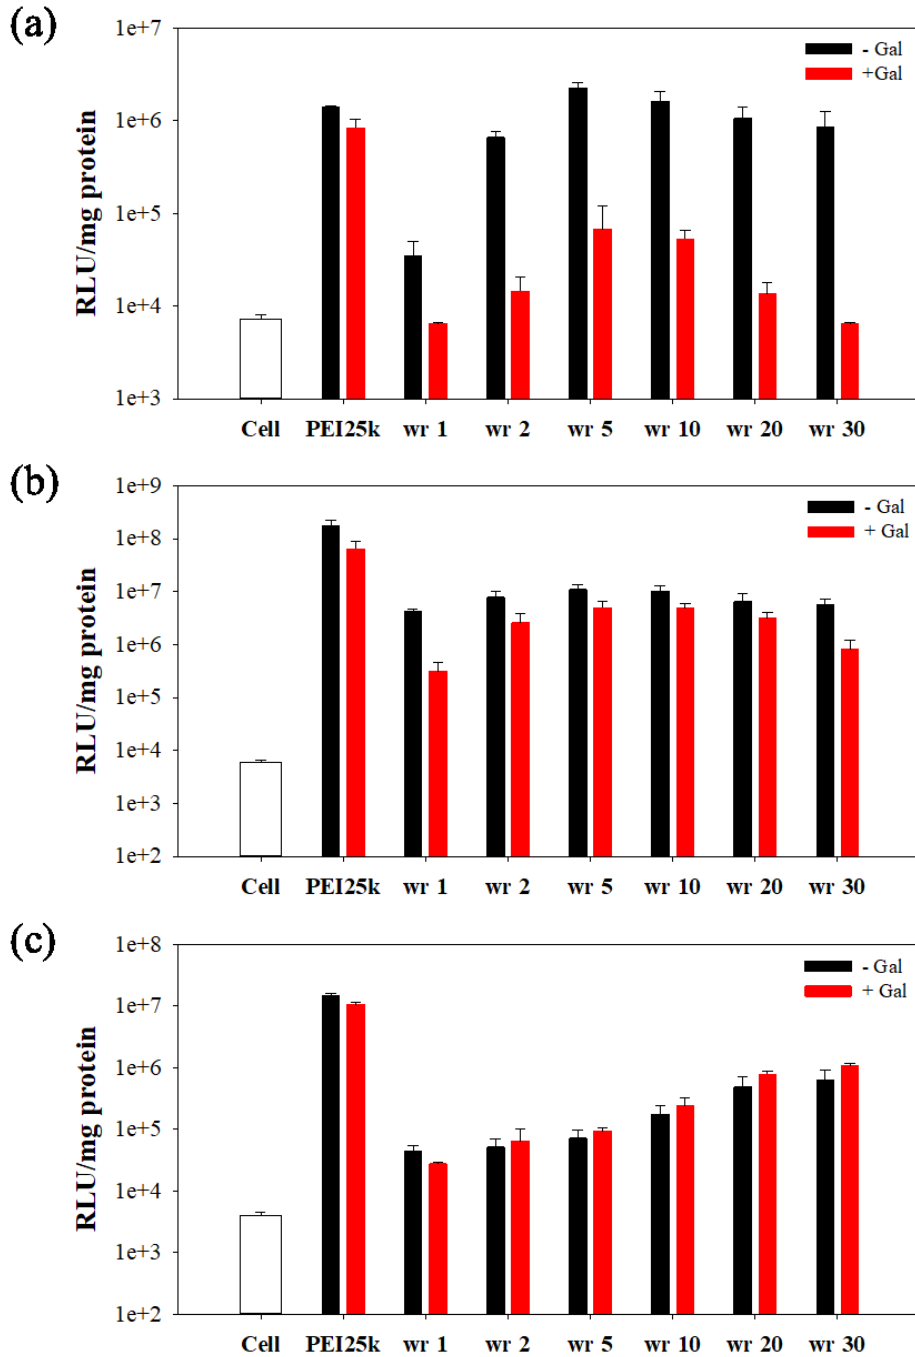 (a)
RLU/mg protein
1e+7
1e+6
1e+5
1e+4
1e+3
- Gal
+Gal
Cell PEI25k wr 1 wr 2 wr 5 wr 10 wr 20 wr 30
(b)
RLU/mg protein
1e+9
1e+8
1e+7
1e+6
1e+5
1e+4
1e+3
1e+2
- Gal
+ Gal
Cell PEI25k wr 1 wr 2 wr 5 wr 10 wr 20 wr 30
(c)
RLU/mg protein
1e+8
1e+7
1e+6
1e+5
1e+4
1e+3
1e+2
- Gal
+ Gal
Cell PEI25k wr 1 wr 2 wr 5 wr 10 wr 20 wr 30